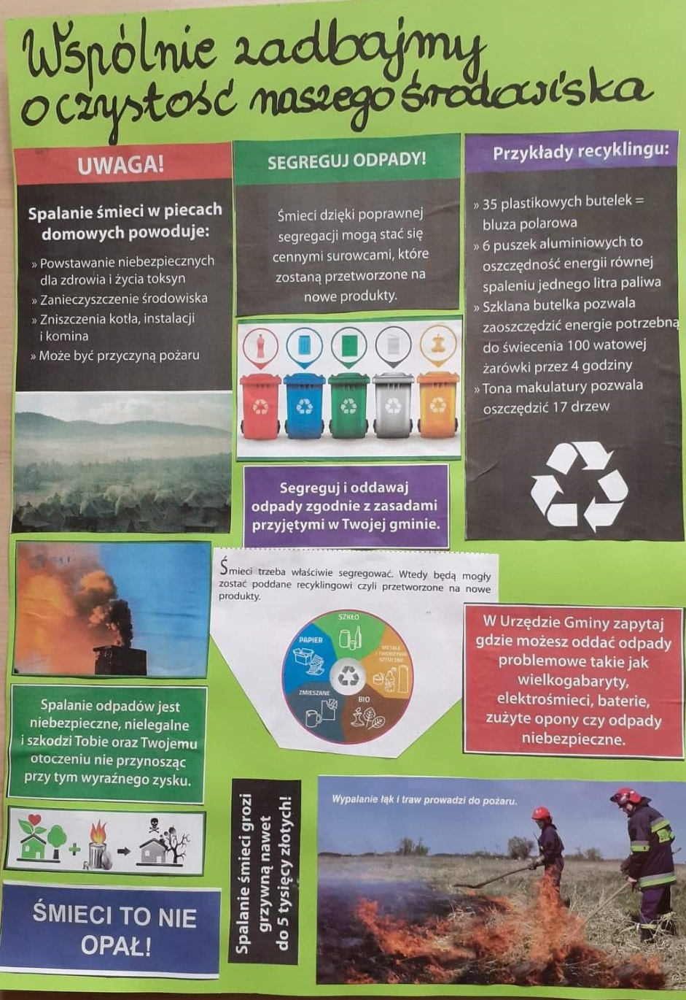 Wspólnie zadbajmy
o czystość naszego środowiska
UWAGA!
Spalanie śmieci w piecach
domowych powoduje:
» Powstawanie niebezpiecznych
dla zdrowia i życia toksyn
» Zanieczyszczenie środowiska
» Zniszczenia kotła, instalacji
i komina
» Może być przyczyną pożaru
SEGREGUJ ODPADY!
Śmieci dzięki poprawnej
segregacji mogą stać się
cennymi surowcami, które
zostaną przetworzone na
nowe produkty.
Segreguj i oddawaj
odpady zgodnie z zasadami
przyjętymi w Twojej gminie.
Przykłady recyklingu:
» 35 plastikowych butelek =
bluza polarowa
» 6 puszek aluminiowych to
oszczędność energii równej
spaleniu jednego litra paliwa
» Szklana butelka pozwala
zaoszczędzić energie potrzebną
do świecenia 100 watowej
żarówki przez 4 godziny
» Tona makulatury pozwala
oszczędzić 17 drzew
Śmieci trzeba właściwie segregować. Wtedy będą mogły
zostać poddane recyklingowi czyli przetworzone na nowe
produkty.
SZKŁO
PAPIER
METALE
I TWORZYWA
SZTUCZNE
ZMIESZANE
BIO
W Urzędzie Gminy zapytaj
gdzie możesz oddać odpady
problemowe takie jak
wielkogabaryty,
elektrośmieci, baterie,
zużyte opony czy odpady
niebezpieczne.
Spalanie odpadów jest
niebezpieczne, nielegalne
i szkodzi Tobie oraz Twojemu
otoczeniu nie przynosząc
przy tym wyraźnego zysku.
ŚMIECI TO NIE
OPAŁ!
Spalanie śmieci grozi
grzywną nawet
do 5 tysięcy złotych!
Wypalanie łąk i traw prowadzi do pożaru.